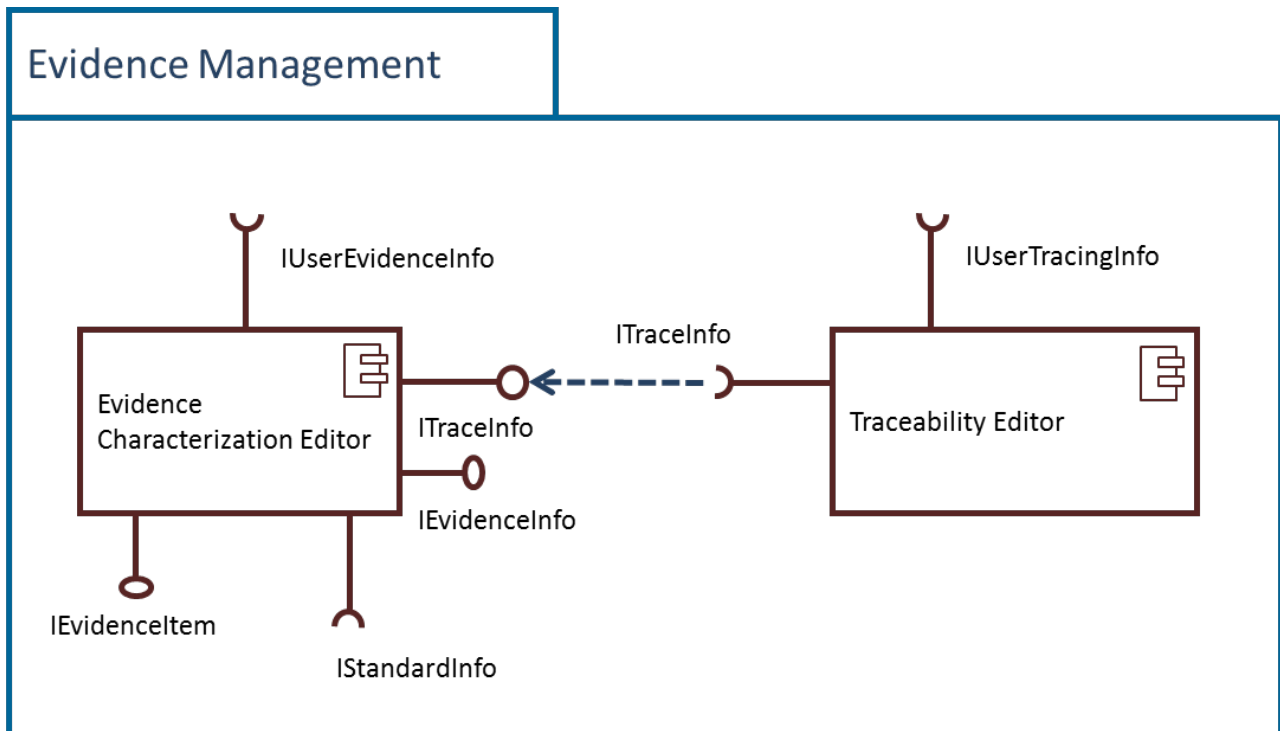 Evidence Management
IUserEvidenceInfo
IUserTracingInfo
ITraceInfo
Evidence
Characterization Editor
ITraceInfo
Traceability Editor
IEvidenceInfo
IEvidenceItem
IStandardInfo